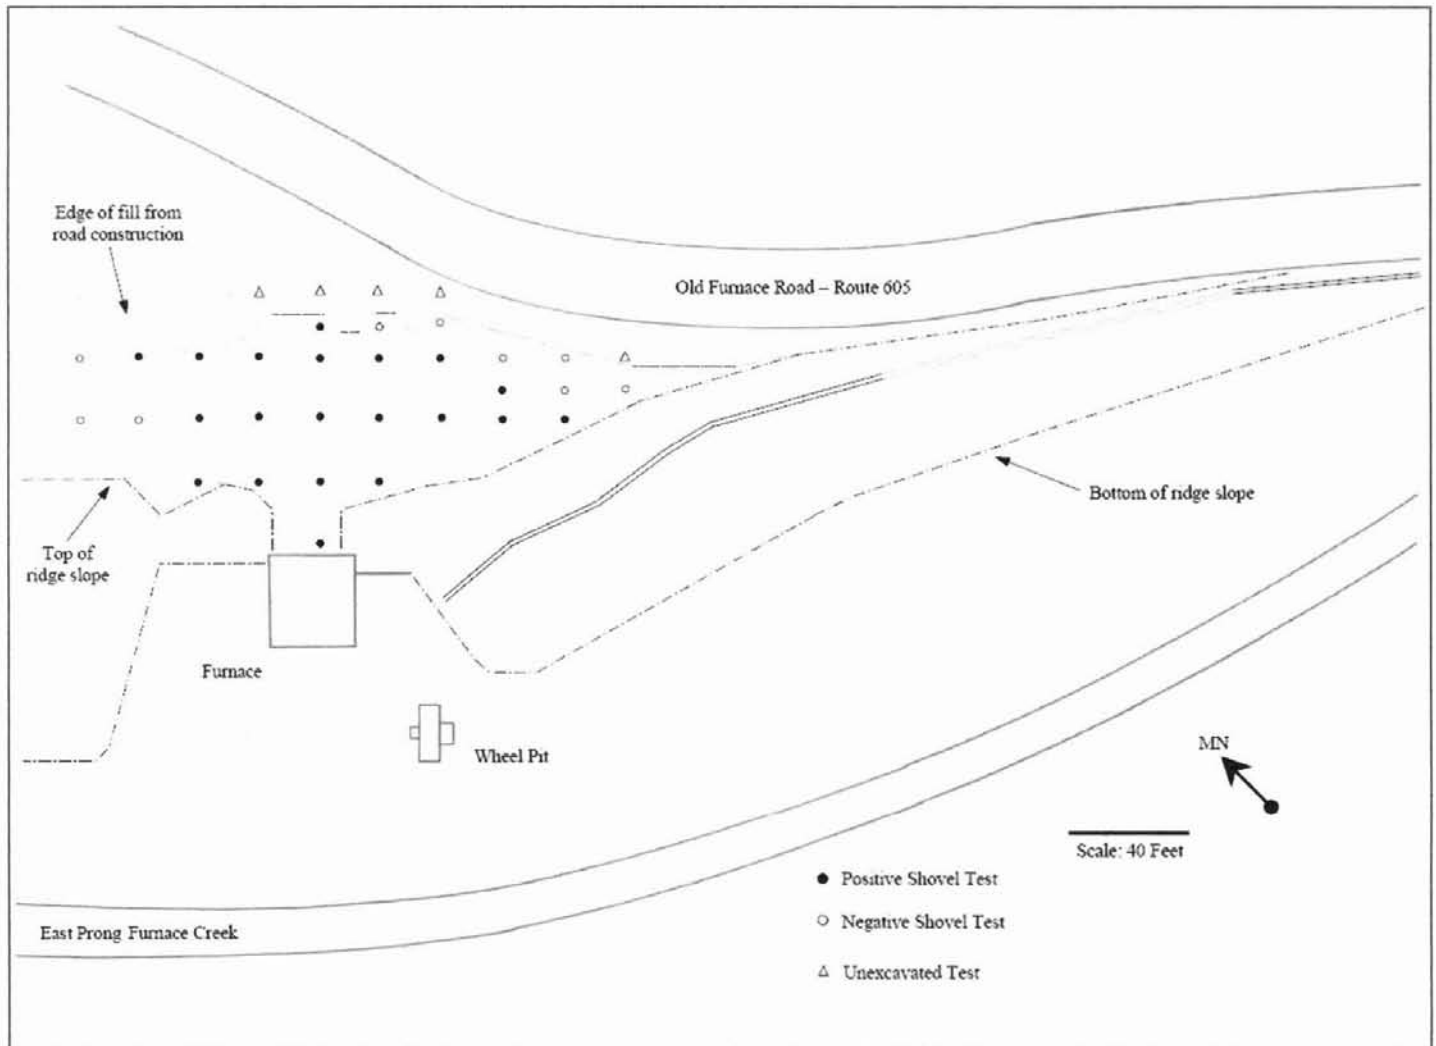 Edge of fill from
road construction
Old Furnace Road – Route 605
Bottom of ridge slope
Top of
ridge slope
Furnace
Wheel Pit
MN
Scale: 40 Feet
Positive Shovel Test
Negative Shovel Test
Unexcavated Test
East Prong Furnace Creek